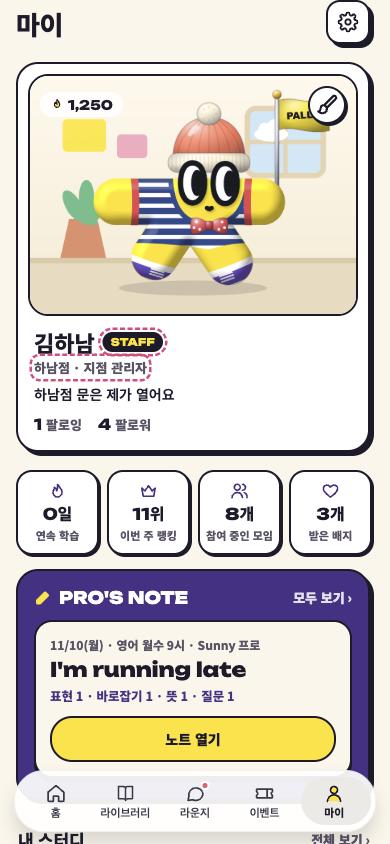 마이
1,250
김하남 STAFF
하남점 · 지점 관리자
하남점 문은 제가 열어요
1 팔로잉 4 팔로워
0일 11위 8개 3개
연속 학습 이번 주 랭킹 참여 중인 모임 받은 배지
PRO'S NOTE 모두 보기 ›
11/10(월) · 영어 월수 9시 · Sunny 프로
I'm running late
표현 1 · 바로잡기 1 · 뜻 1 · 질문 1
노트 열기
홈 라이브러리 라운지 이벤트 마이
내 스터디 전체 보기 ›